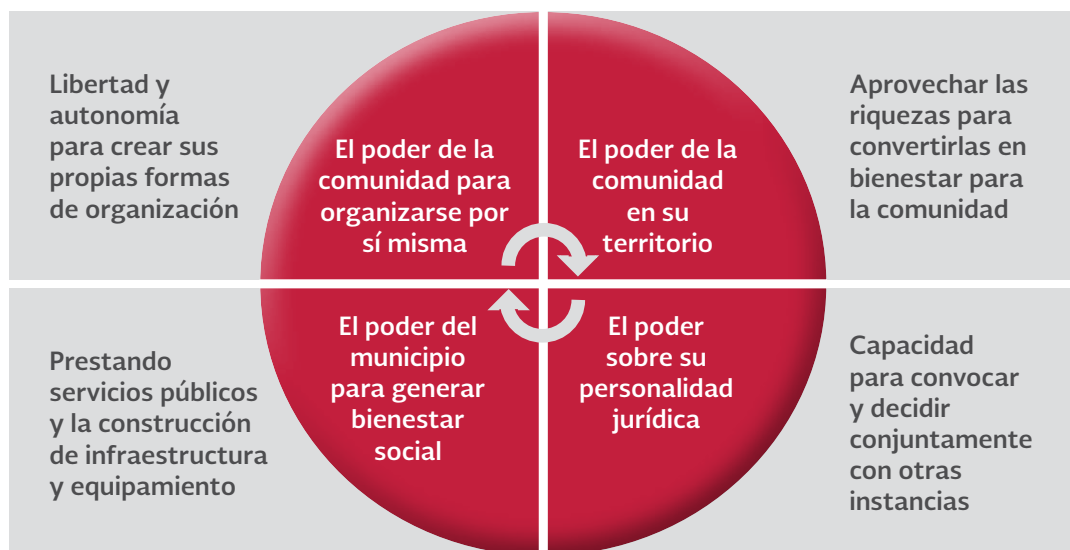 Libertad y
autonomía
para crear sus
propias formas
de organización
El poder de la
comunidad para
organizarse por
sí misma
El poder de la
comunidad
en su
territorio
Aprovechar las
riquezas para
convertirlas en
bienestar para
la comunidad
Prestando
servicios públicos
y la construcción
de infraestructura
y equipamiento
El poder del
municipio
para generar
bienestar
social
El poder
sobre su
personalidad
jurídica
Capacidad
para convocar
y decidir
conjuntamente
con otras
instancias